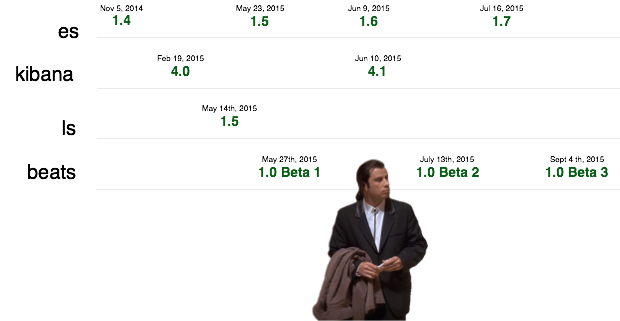 Nov 5, 2014 May 23, 2015 Jun 9, 2015 Jul 16, 2015
es 1.4 1.5 1.6 1.7
Feb 19, 2015 Jun 10, 2015
kibana 4.0 4.1
May 14th, 2015
ls 1.5
May 27th, 2015 July 13th, 2015 Sept 4 th, 2015
beats 1.0 Beta 1 1.0 Beta 2 1.0 Beta 3